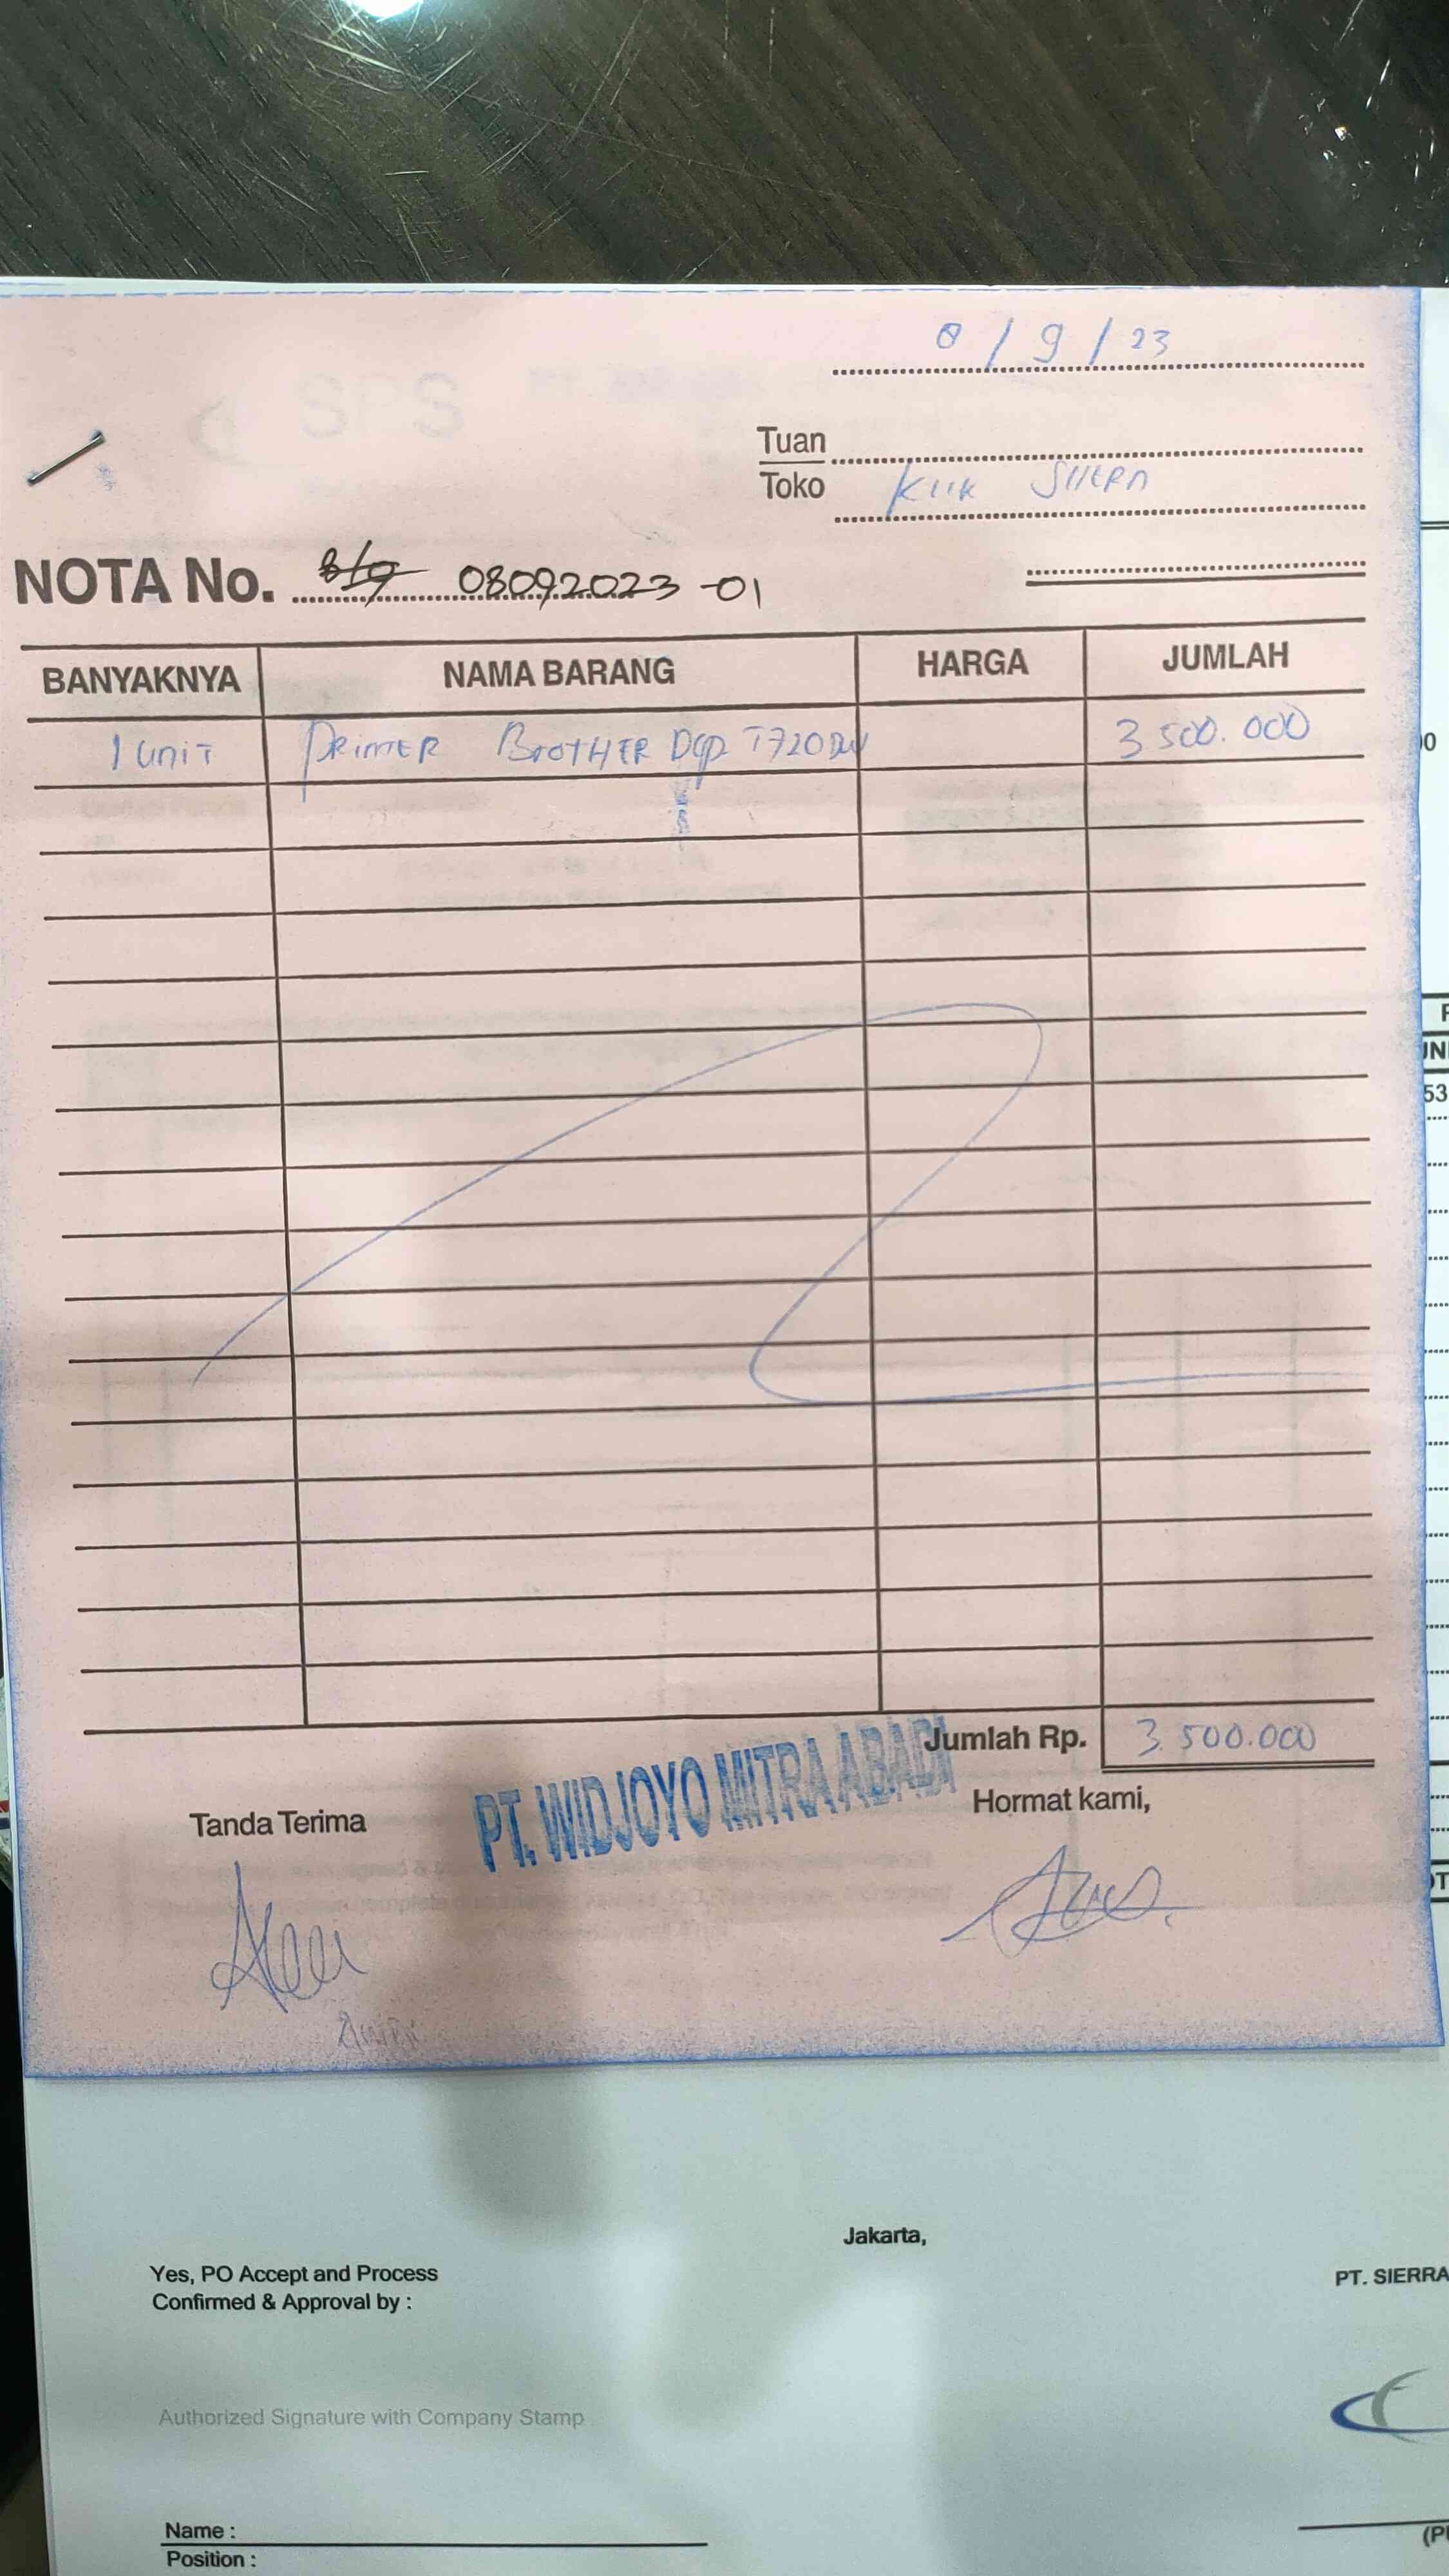 8/9/23
Tuan
Toko Klik
NOTA No. 8/9 08092023-01
BANYAKNYA NAMA BARANG HARGA JUMLAH
1 UNIT PRINTER BROTHER DCP T720DW 3 500.000
Jumlah Rp. 3.500.000
PT. WIDJOYO MITRA ABADI
Tanda Terima Hormat kami,
Jakarta,
Yes, PO Accept and Process
Confirmed & Approval by :
PT. SIERRA
Authorized Signature with Company Stamp
Name :
Position :